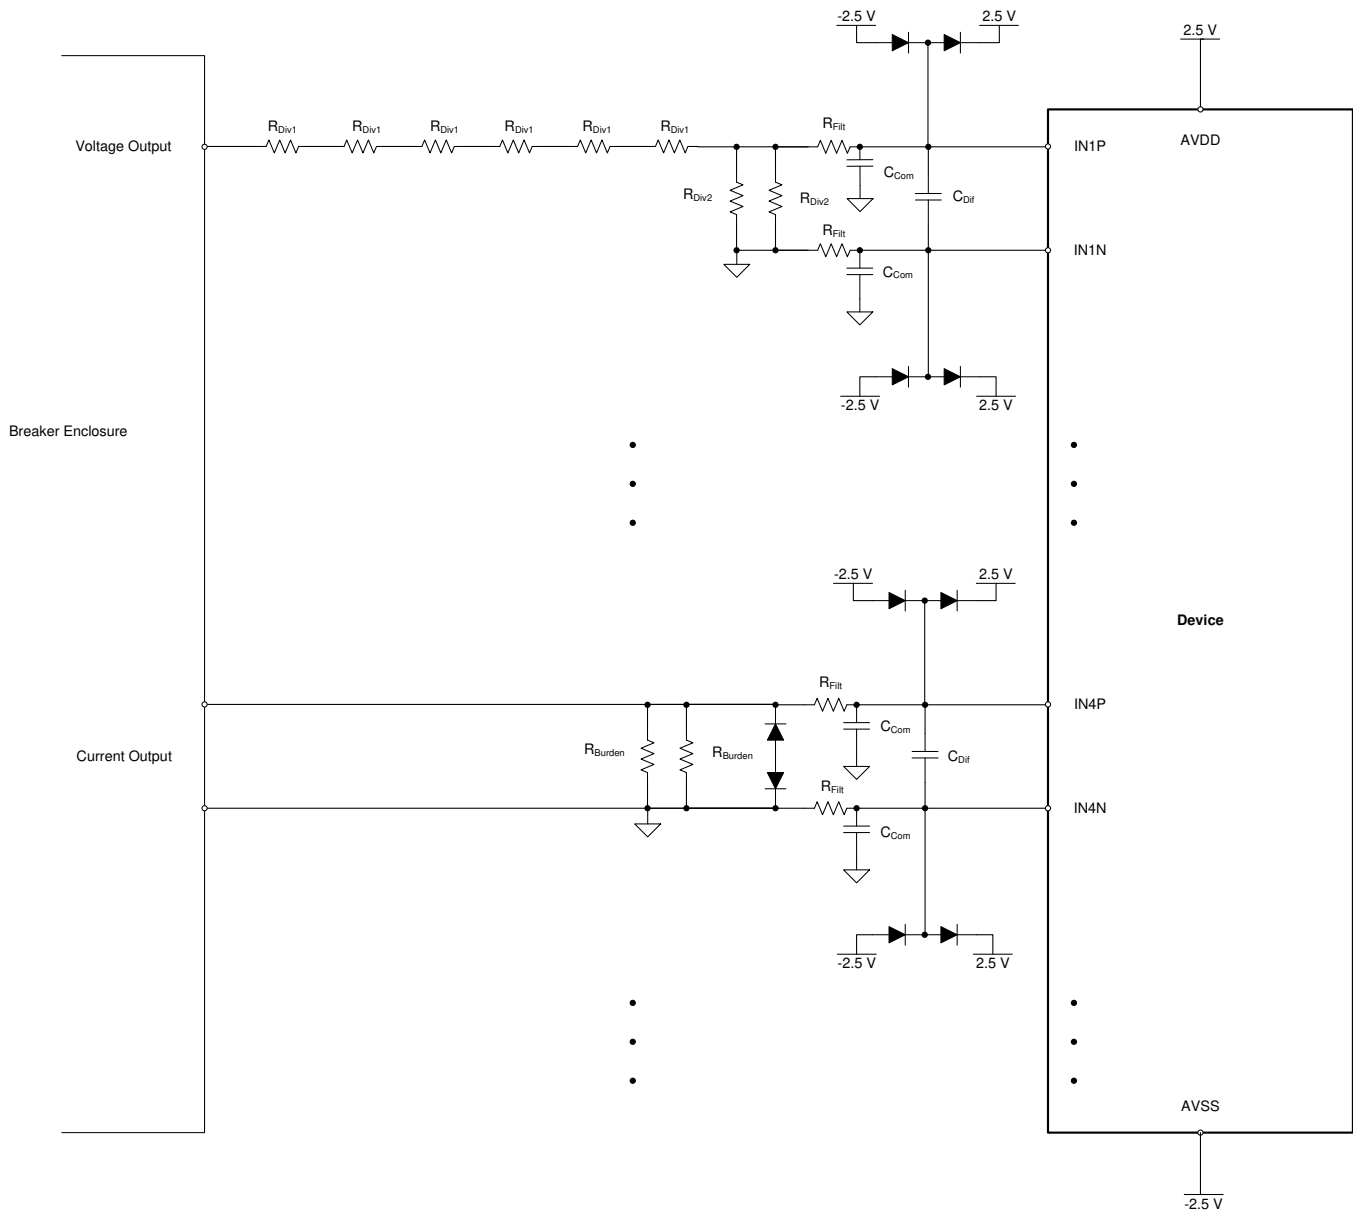 -2.5 V
2.5 V
2.5 V
Voltage Output
RDiv1
RDiv1
RDiv1
RDiv1
RDiv1
RDiv1
RFilt
CCom
IN1P
AVDD
RDiv2
RDiv2
CDif
RFilt
CCom
IN1N
-2.5 V
2.5 V
Breaker Enclosure
-2.5 V
2.5 V
Device
RFilt
CCom
IN4P
Current Output
RBurden
RBurden
CDif
RFilt
CCom
IN4N
-2.5 V
2.5 V
AVSS
-2.5 V